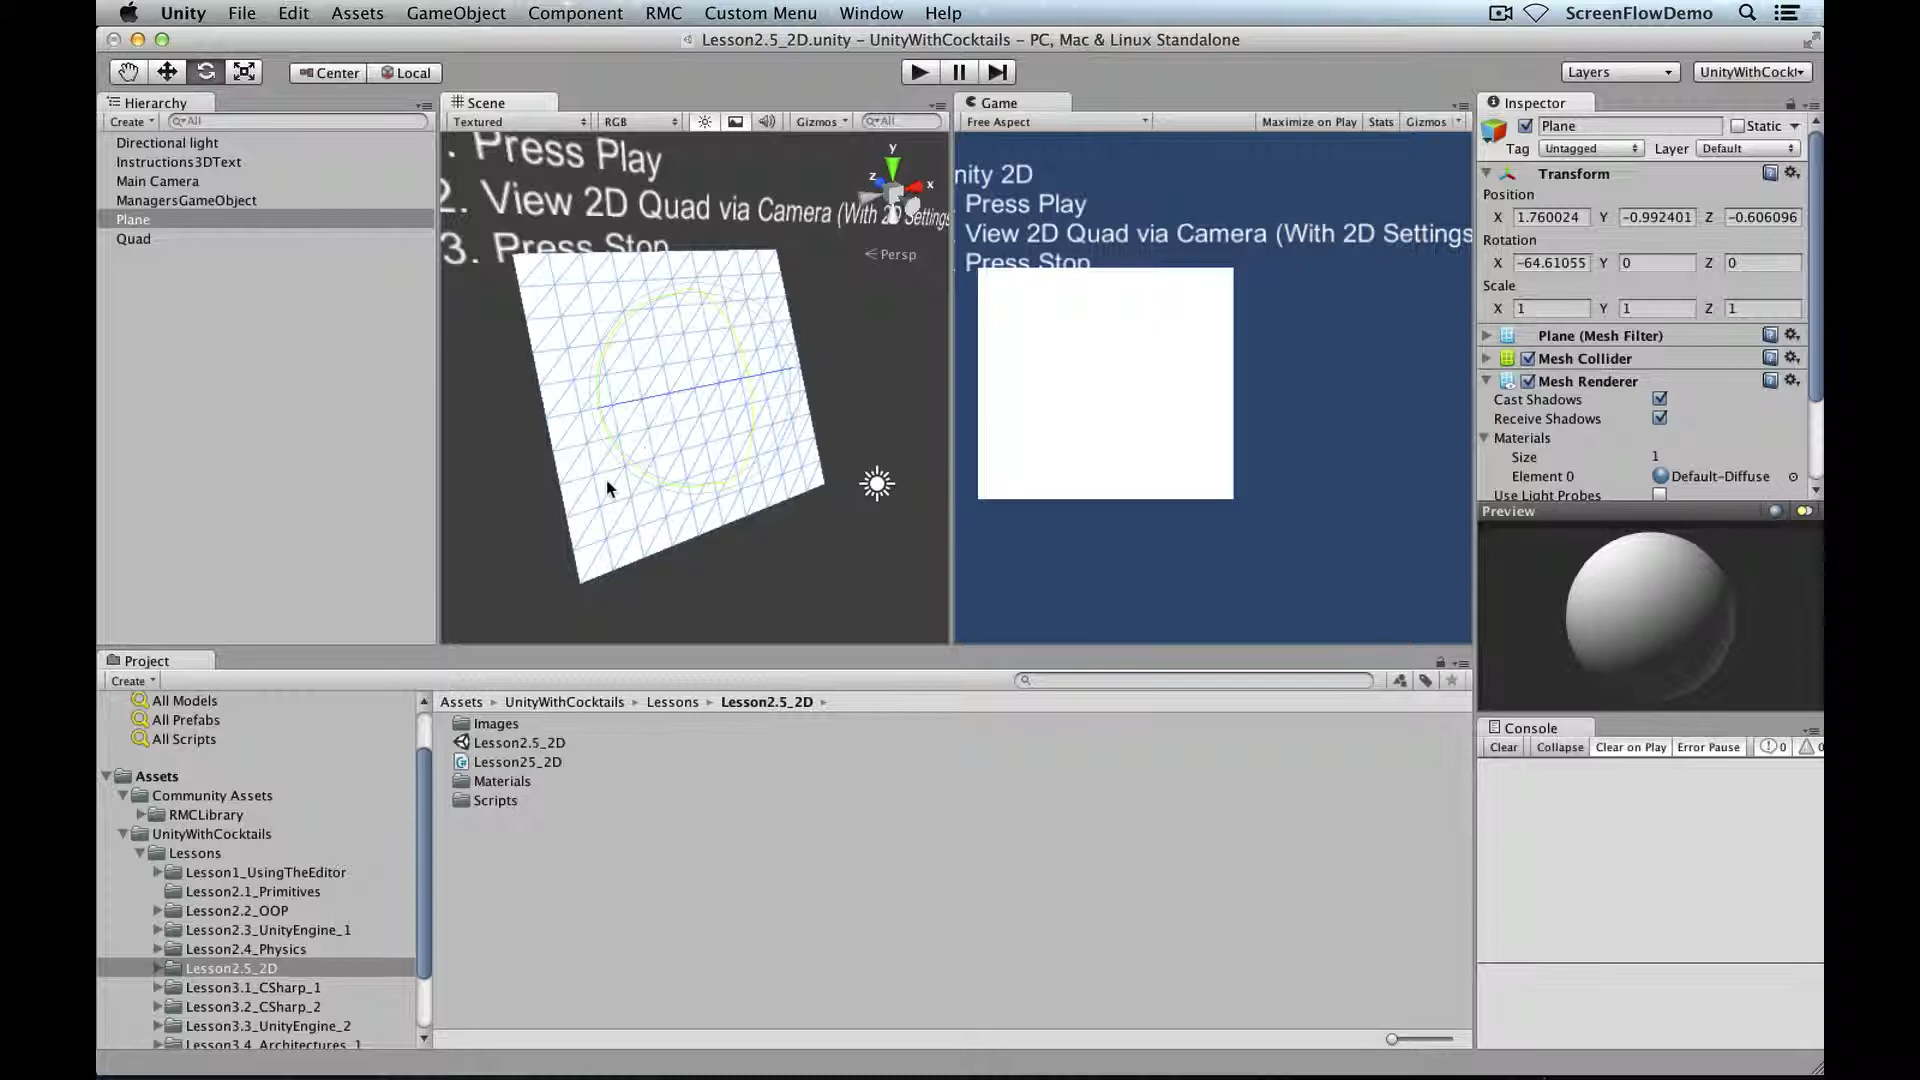 Unity File Edit Assets GameObject Component RMC Custom Menu Window Help ScreenFlowDemo
Lesson2.5_2D.unity – UnityWithCocktails – PC, Mac & Linux Standalone
Center Local Layers UnityWithCockt
Hierarchy
Create All
Directional light
Instructions3DText
Main Camera
ManagersGameObject
Plane
Quad
Scene
Textured RGB Gizmos All
. Press Play
2. View 2D Quad via Camera (With 2D Settings
3. Press Stop
y
z
x
Persp
Game
Free Aspect Maximize on Play Stats Gizmos
nity 2D
Press Play
View 2D Quad via Camera (With 2D Settings
Press Stop
Inspector
Plane Static
Tag Untagged Layer Default
Transform
Position
X 1.760024 Y -0.992401 Z -0.606096
Rotation
X -64.61055 Y 0 Z 0
Scale
X 1 Y 1 Z 1
Plane (Mesh Filter)
Mesh Collider
Mesh Renderer
Cast Shadows
Receive Shadows
Materials
Size 1
Element 0 Default-Diffuse
Use Light Probes
Preview
Project
Create
All Models
All Prefabs
All Scripts
Assets
Community Assets
RMCLibrary
UnityWithCocktails
Lessons
Lesson1_UsingTheEditor
Lesson2.1_Primitives
Lesson2.2_OOP
Lesson2.3_UnityEngine_1
Lesson2.4_Physics
Lesson2.5_2D
Lesson3.1_CSharp_1
Lesson3.2_CSharp_2
Lesson3.3_UnityEngine_2
Lesson3.4_Architectures_1
Assets UnityWithCocktails Lessons Lesson2.5_2D
Images
Lesson2.5_2D
Lesson25_2D
Materials
Scripts
Console
Clear Collapse Clear on Play Error Pause 0 0